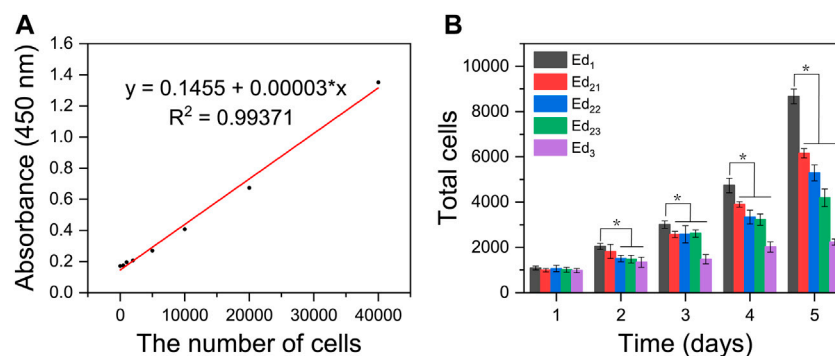 A
Absorbance (450 nm)
1.6
1.4
1.2
1.0
0.8
0.6
0.4
0.2
0.0
y = 0.1455 + 0.00003*x
R² = 0.99371
0 10000 20000 30000 40000
The number of cells
B
Total cells
10000
8000
6000
4000
2000
0
Ed₁
Ed₂₁
Ed₂₂
Ed₂₃
Ed₃
* * * *
1 2 3 4 5
Time (days)